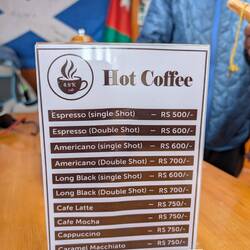 Hot Coffee
Espresso (single Shot) – RS 500/-
Espresso (Double Shot) – RS 600/-
Americano (single Shot) – RS 600/-
Americano (Double Shot) – RS 700/-
Long Black (single Shot) – RS 600/-
Long Black (Double Shot) – RS 700/-
Cafe Latte – RS 750/-
Cafe Mocha – RS 750/-
Cappuccino – RS 750/-
Caramel Macchiato – RS 750/-